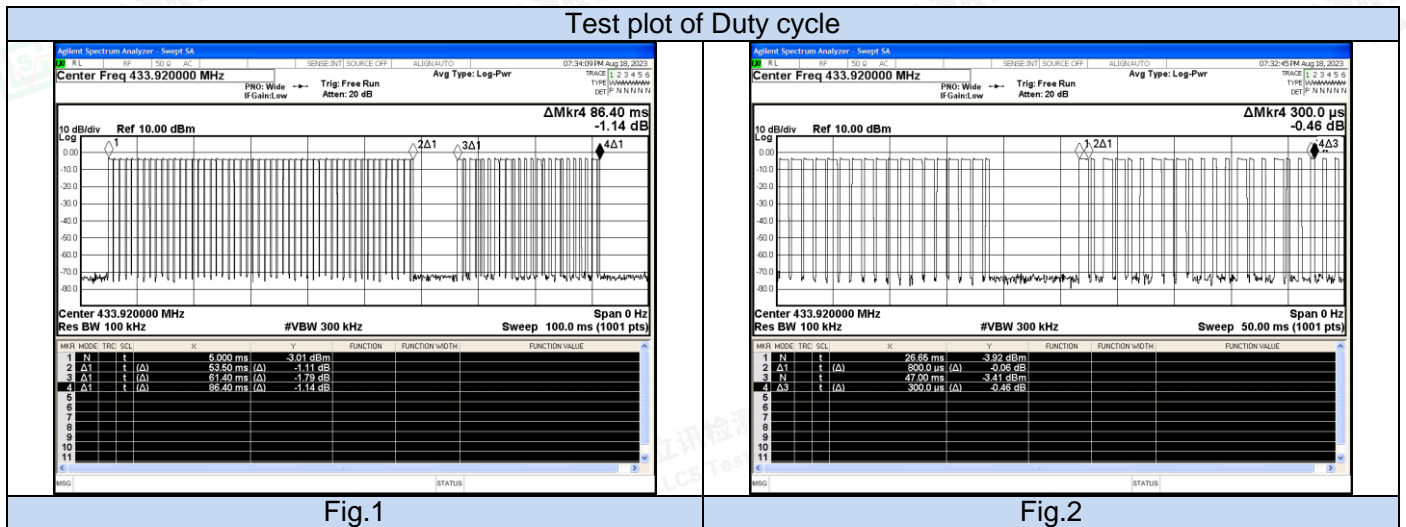 Test plot of Duty cycle
Agilent Spectrum Analyzer - Swept SA
RL RF 50 Ω AC SENSE:INT SOURCE OFF ALIGN AUTO 07:34:09 PM Aug 18, 2023
Center Freq 433.920000 MHz
Avg Type: Log-Pwr
TRACE 1 2 3 4 5 6
TYPE
DET P N N N N N
PNO: Wide Trig: Free Run
IFGain:Low Atten: 20 dB
ΔMkr4 86.40 ms
-1.14 dB
10 dB/div Ref 10.00 dBm
Log
1 2Δ1 3Δ1 4Δ1
0.00
-10.0
-20.0
-30.0
-40.0
-50.0
-60.0
-70.0
-80.0
Center 433.920000 MHz Span 0 Hz
Res BW 100 kHz #VBW 300 kHz Sweep 100.0 ms (1001 pts)
MKR MODE TRC SCL X Y FUNCTION FUNCTION WIDTH FUNCTION VALUE
1 N t 5.000 ms -3.01 dBm
2 Δ1 t (Δ) 53.50 ms (Δ) -1.11 dB
3 Δ1 t (Δ) 61.40 ms (Δ) -1.79 dB
4 Δ1 t (Δ) 86.40 ms (Δ) -1.14 dB
5
6
7
8
9
10
11
MSG STATUS
Fig.1
Agilent Spectrum Analyzer - Swept SA
RL RF 50 Ω AC SENSE:INT SOURCE OFF ALIGN AUTO 07:32:45 PM Aug 18, 2023
Center Freq 433.920000 MHz
Avg Type: Log-Pwr
TRACE 1 2 3 4 5 6
TYPE
DET P N N N N N
PNO: Wide Trig: Free Run
IFGain:Low Atten: 20 dB
ΔMkr4 300.0 µs
-0.46 dB
10 dB/div Ref 10.00 dBm
Log
1 2Δ1 4Δ3
0.00
-10.0
-20.0
-30.0
-40.0
-50.0
-60.0
-70.0
-80.0
Center 433.920000 MHz Span 0 Hz
Res BW 100 kHz #VBW 300 kHz Sweep 50.00 ms (1001 pts)
MKR MODE TRC SCL X Y FUNCTION FUNCTION WIDTH FUNCTION VALUE
1 N t 26.65 ms -3.92 dBm
2 Δ1 t (Δ) 800.0 µs (Δ) -0.06 dB
3 N t 47.00 ms -3.41 dBm
4 Δ3 t (Δ) 300.0 µs (Δ) -0.46 dB
5
6
7
8
9
10
11
MSG STATUS
Fig.2